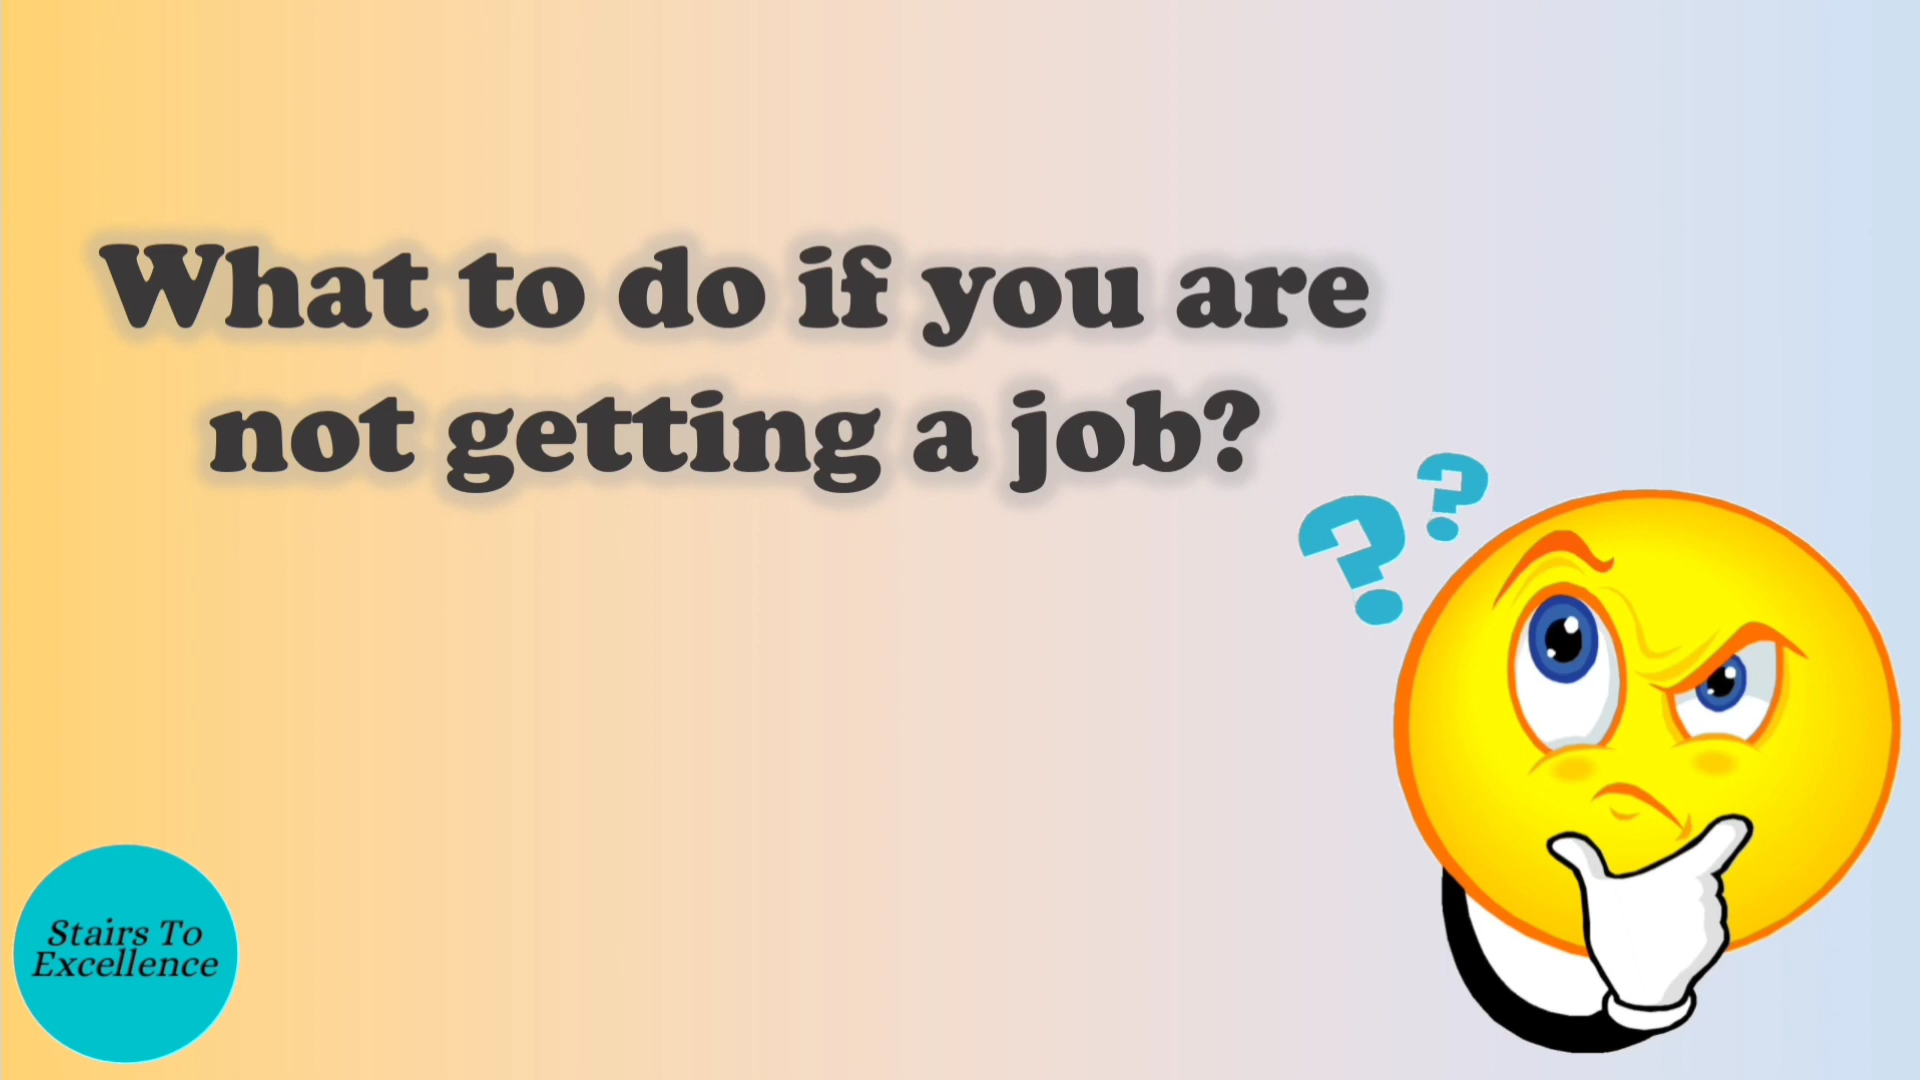 What to do if you are
not getting a job?
? ?
Stairs To
Excellence